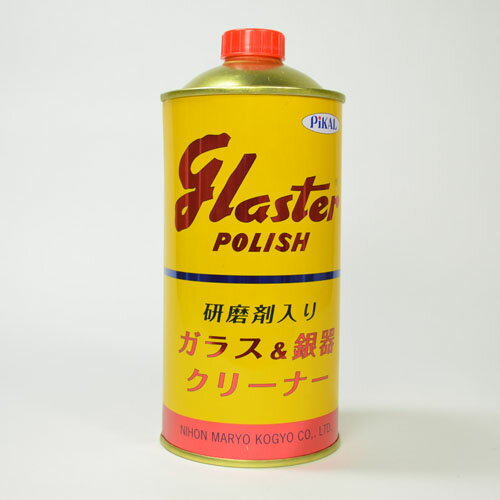 PiKAL
Glaster
POLISH
研磨剤入り
ガラス&銀器
クリーナー
NIHON MARYO KOGYO CO., LTD.